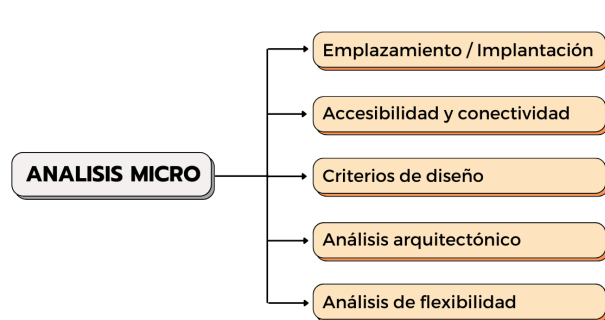 ANALISIS MICRO
Emplazamiento / Implantación
Accesibilidad y conectividad
Criterios de diseño
Análisis arquitectónico
Análisis de flexibilidad